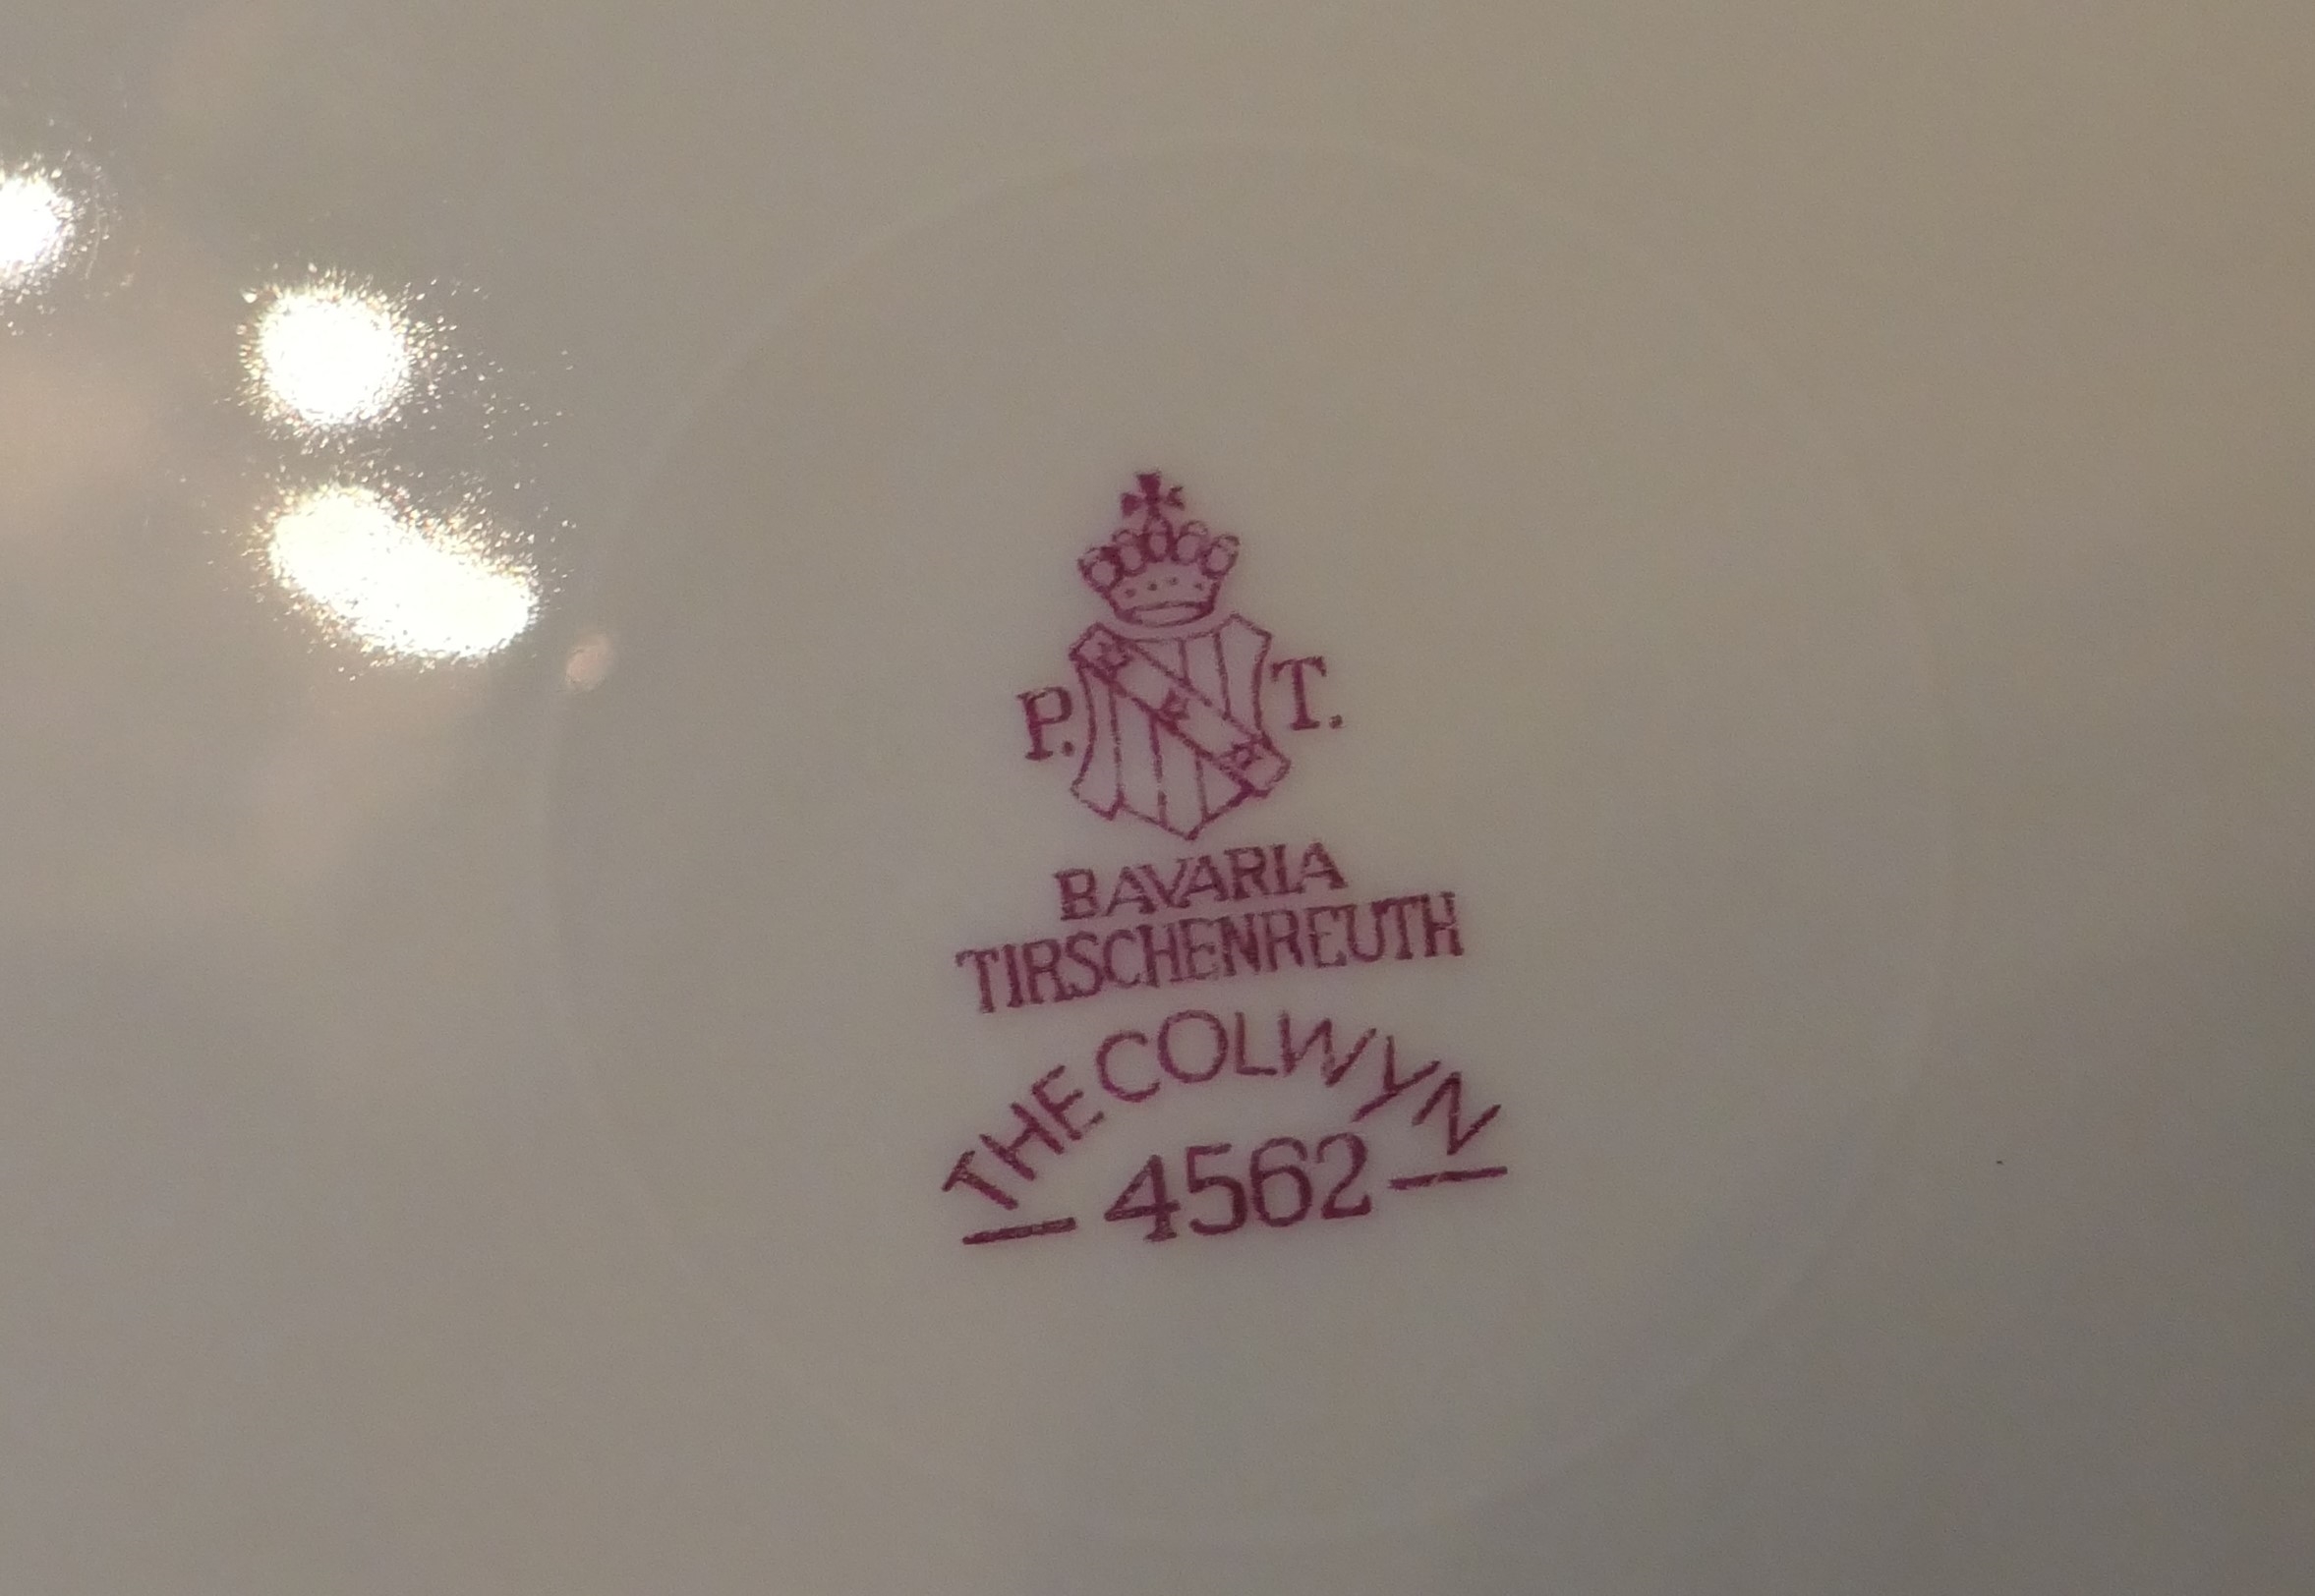 P. T.
BAVARIA
TIRSCHENREUTH
THE COLWYN
— 4562 —